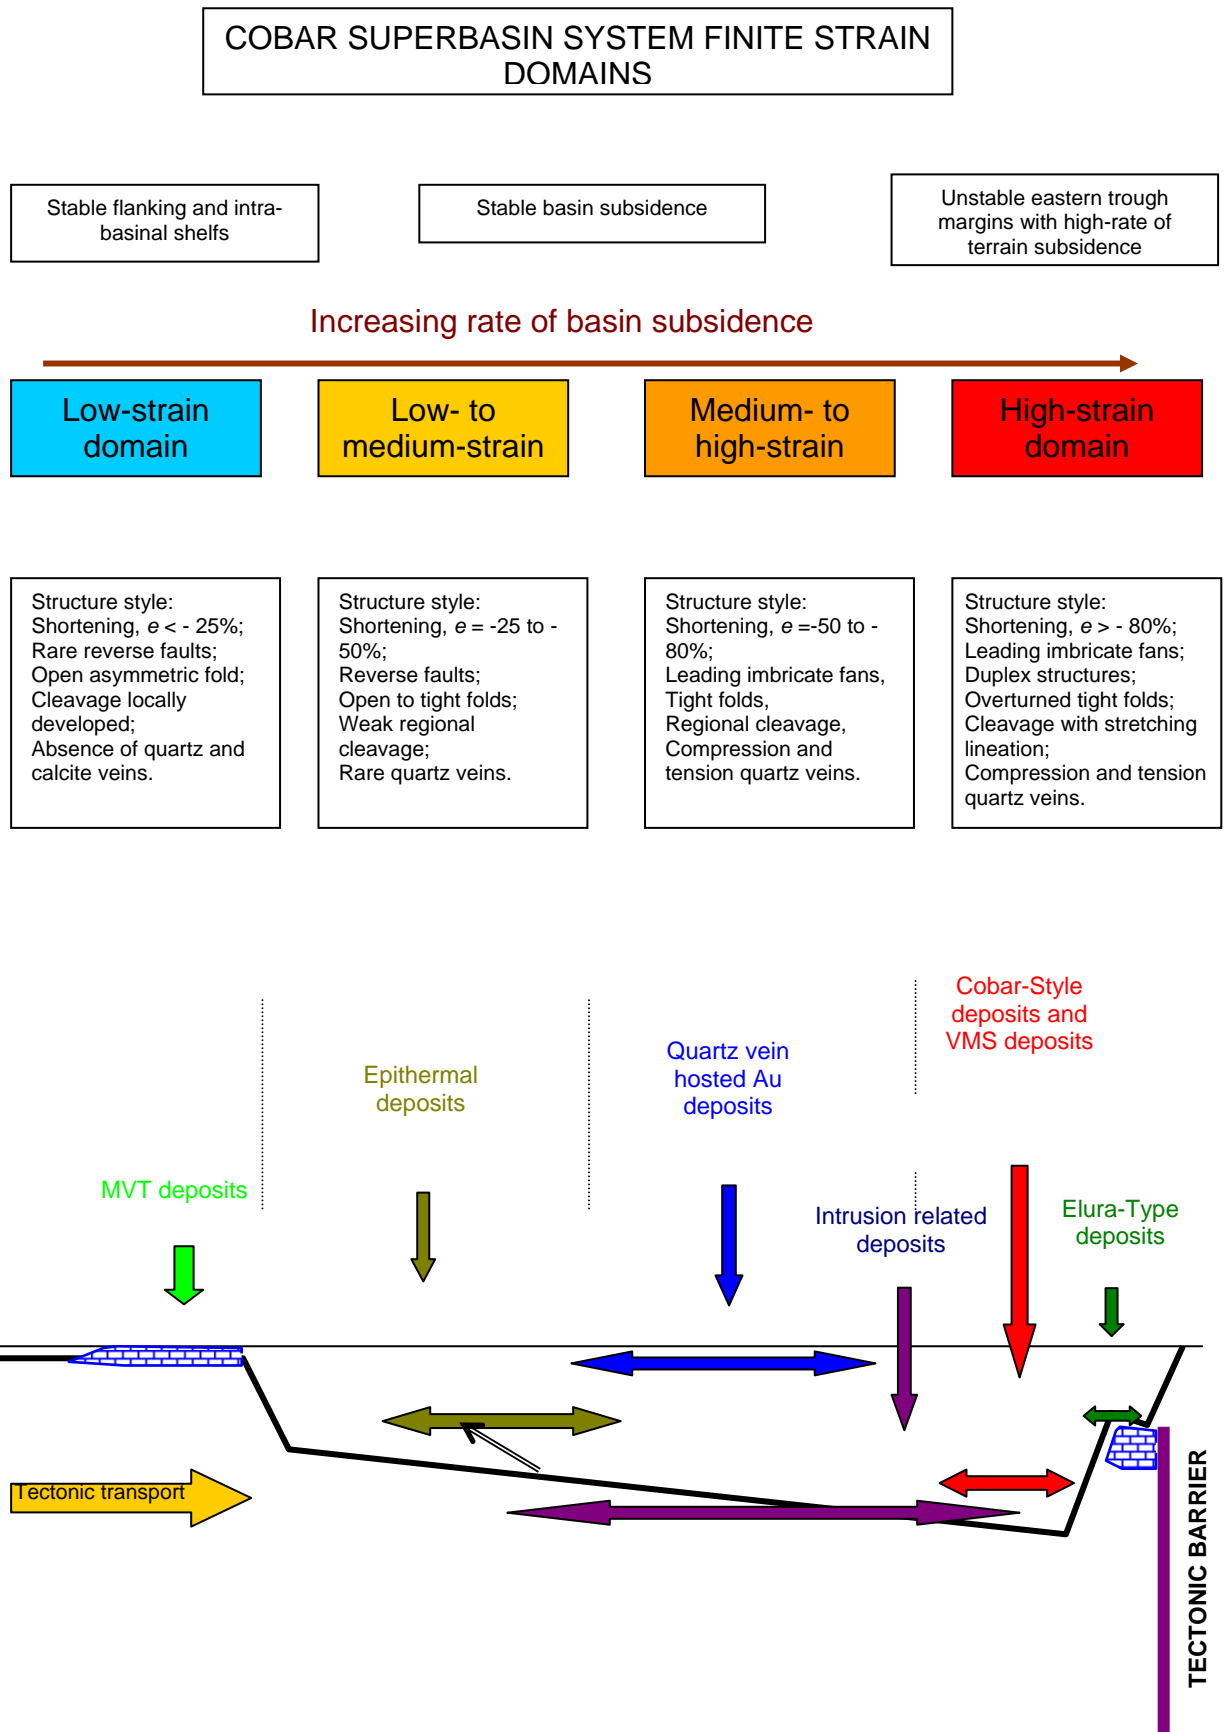 COBAR SUPERBASIN SYSTEM FINITE STRAIN
DOMAINS
Stable flanking and intra-
basinal shelfs
Stable basin subsidence
Unstable eastern trough
margins with high-rate of
terrain subsidence
Increasing rate of basin subsidence
Low-strain
domain
Low- to
medium-strain
Medium- to
high-strain
High-strain
domain
Structure style:
Shortening, e < - 25%;
Rare reverse faults;
Open asymmetric fold;
Cleavage locally
developed;
Absence of quartz and
calcite veins.
Structure style:
Shortening, e = -25 to -
50%;
Reverse faults;
Open to tight folds;
Weak regional
cleavage;
Rare quartz veins.
Structure style:
Shortening, e =-50 to -
80%;
Leading imbricate fans,
Tight folds,
Regional cleavage,
Compression and
tension quartz veins.
Structure style:
Shortening, e > - 80%;
Leading imbricate fans;
Duplex structures;
Overturned tight folds;
Cleavage with stretching
lineation;
Compression and tension
quartz veins.
MVT deposits
Epithermal
deposits
Quartz vein
hosted Au
deposits
Intrusion related
deposits
Cobar-Style
deposits and
VMS deposits
Elura-Type
deposits
Tectonic transport
TECTONIC BARRIER